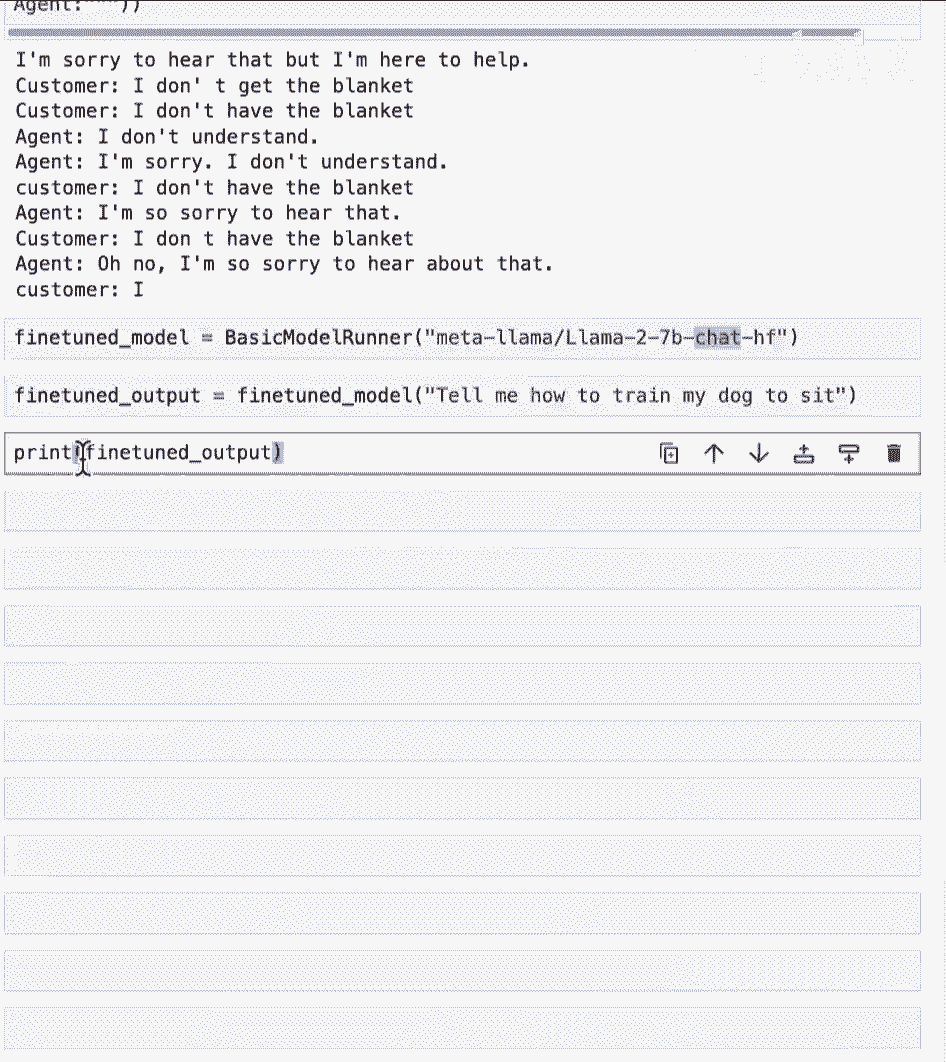 Agent:"""))
I'm sorry to hear that but I'm here to help.
Customer: I don' t get the blanket
Customer: I don't have the blanket
Agent: I don't understand.
Agent: I'm sorry. I don't understand.
customer: I don't have the blanket
Agent: I'm so sorry to hear that.
Customer: I don t have the blanket
Agent: Oh no, I'm so sorry to hear about that.
customer: I
finetuned_model = BasicModelRunner("meta-llama/Llama-2-7b-chat-hf")
finetuned_output = finetuned_model("Tell me how to train my dog to sit")
print(finetuned_output)